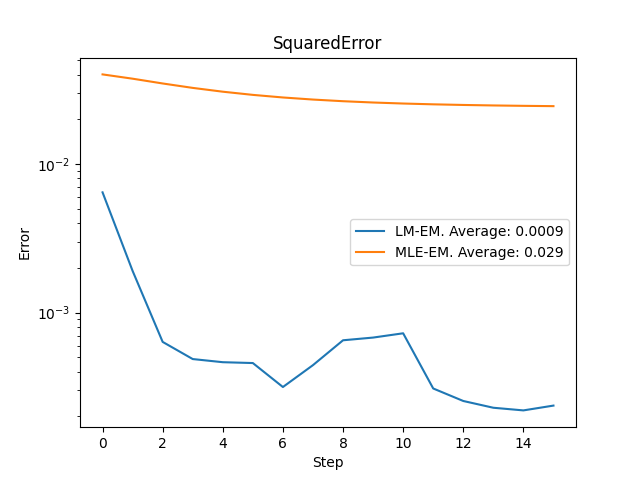 SquaredError
Error
10⁻²
10⁻³
LM-EM. Average: 0.0009
MLE-EM. Average: 0.029
0 2 4 6 8 10 12 14
Step